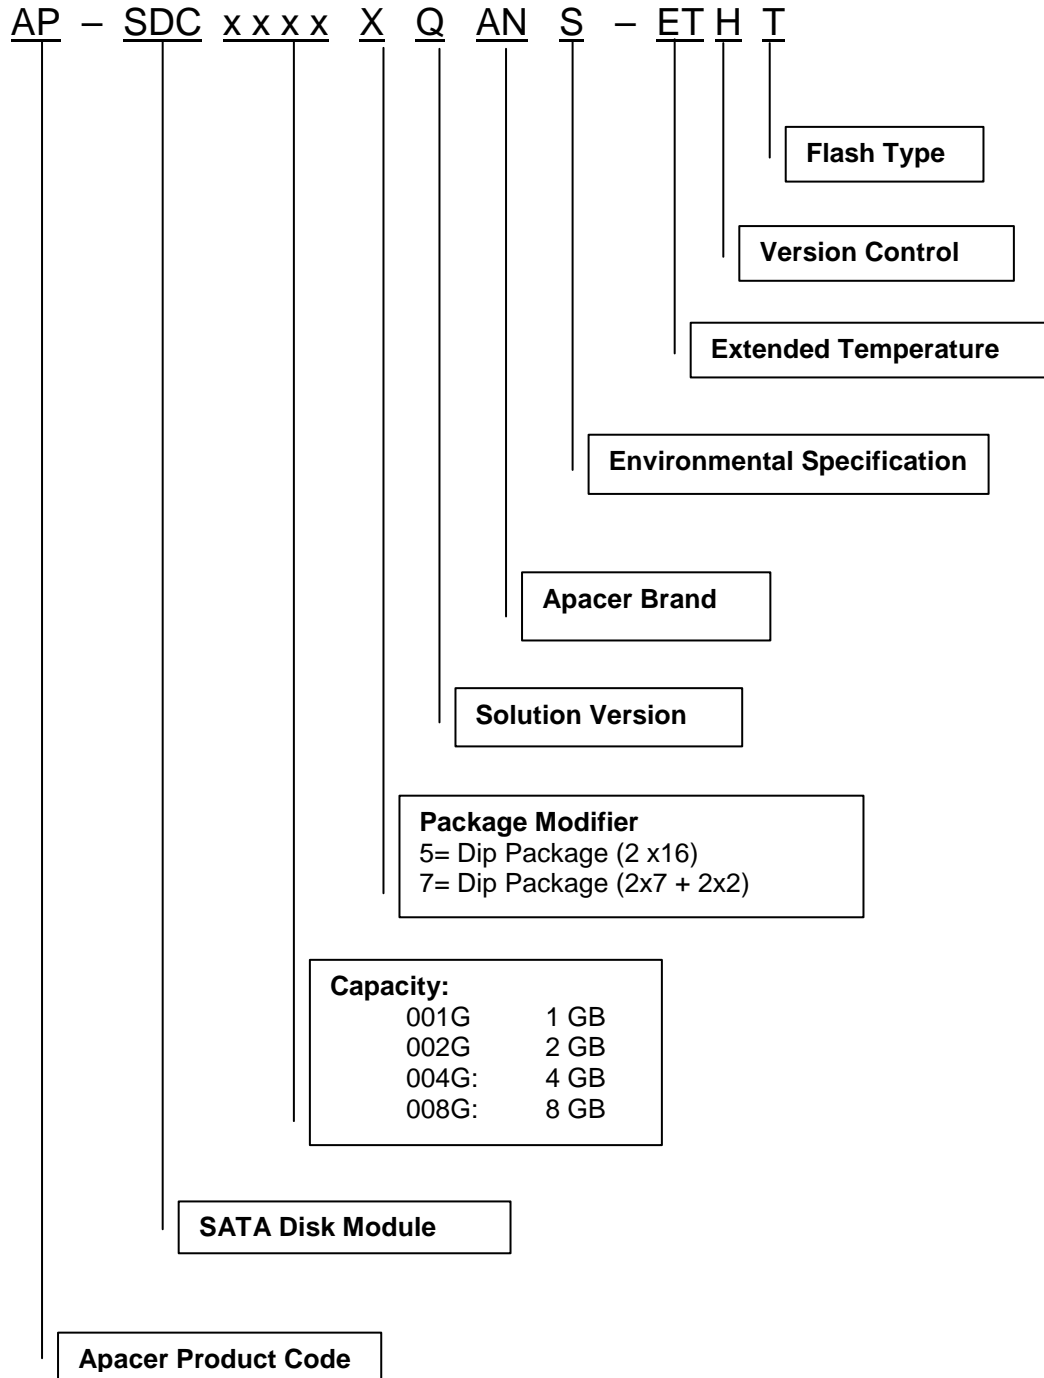 AP – SDC x x x x X Q AN S – ET H T
Flash Type
Version Control
Extended Temperature
Environmental Specification
Apacer Brand
Solution Version
Package Modifier
5= Dip Package (2 x16)
7= Dip Package (2x7 + 2x2)
Capacity:
001G 1 GB
002G 2 GB
004G: 4 GB
008G: 8 GB
SATA Disk Module
Apacer Product Code